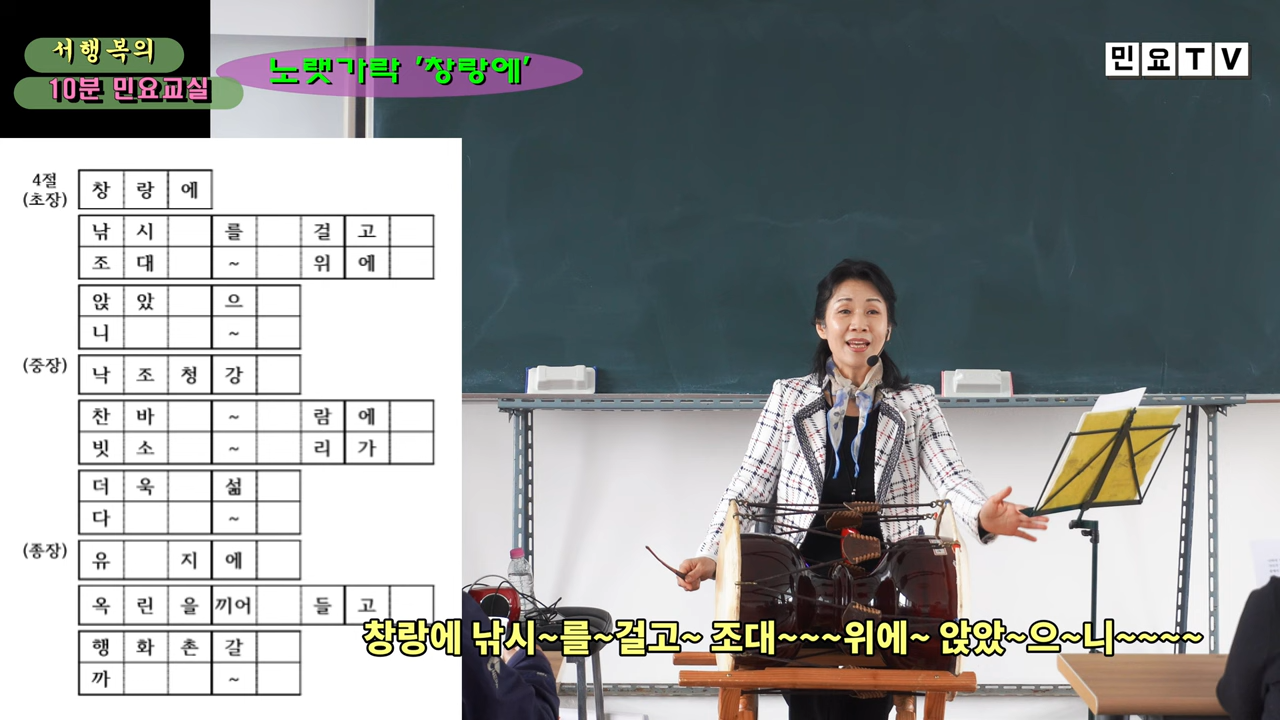 서행복의
10분 민요교실
노랫가락 '창랑에'
민요TV
4절
(초장)
창 랑 에
낚 시 를 걸 고
조 대 ~ 위 에
앉 았 으
니 ~
(중장)
낙 조 청 강
찬 바 ~ 람 에
빗 소 ~ 리 가
더 욱 섧
다 ~
(종장)
유 지 에
옥 린 을 끼어 들 고
행 화 촌 갈
까 ~
창랑에 낚시~를~걸고~ 조대~~~위에~ 앉았~으~니~~~~